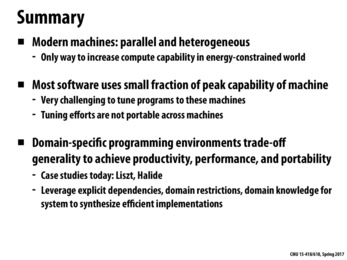 Summary
■ Modern machines: parallel and heterogeneous
- Only way to increase compute capability in energy-constrained world
■ Most software uses small fraction of peak capability of machine
- Very challenging to tune programs to these machines
- Tuning efforts are not portable across machines
■ Domain-specific programming environments trade-off
generality to achieve productivity, performance, and portability
- Case studies today: Liszt, Halide
- Leverage explicit dependencies, domain restrictions, domain knowledge for
system to synthesize efficient implementations
CMU 15-418/618, Spring 2017